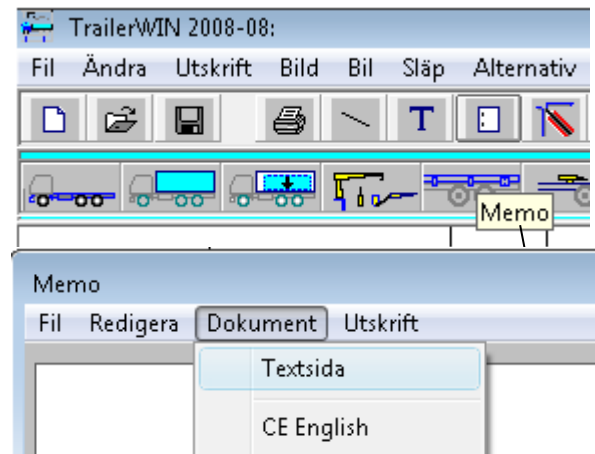 TrailerWIN 2008-08:
Fil Ändra Utskrift Bild Bil Släp Alternativ
T
Memo
Memo
Fil Redigera Dokument Utskrift
Textsida
CE English